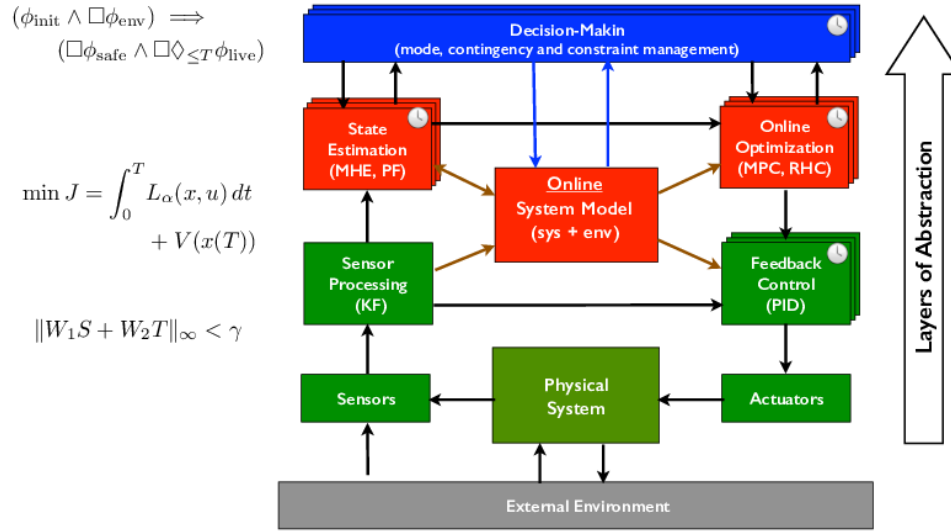 (ϕ_init ∧ □ϕ_env) ⟹
(□ϕ_safe ∧ □◊_{≤T} ϕ_live)
Decision-Makin
(mode, contingency and constraint management)
State
Estimation
(MHE, PF)
Online
Optimization
(MPC, RHC)
Online
System Model
(sys + env)
min J = ∫_0^T L_α(x, u) dt
+ V(x(T))
Sensor
Processing
(KF)
Feedback
Control
(PID)
‖W_1S + W_2T‖_∞ < γ
Sensors
Physical
System
Actuators
External Environment
Layers of Abstraction